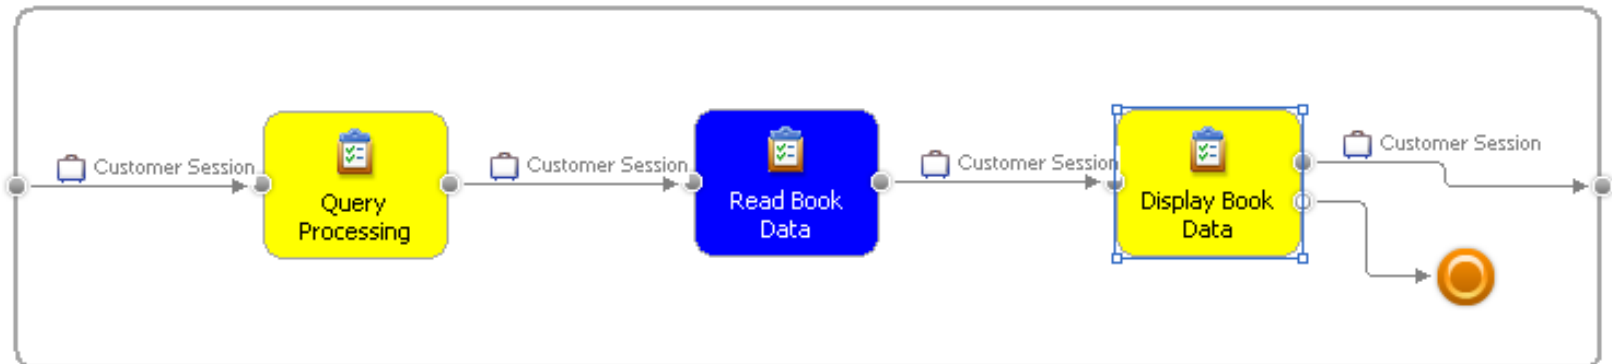 Customer Session
Query
Processing
Customer Session
Read Book
Data
Customer Session
Display Book
Data
Customer Session